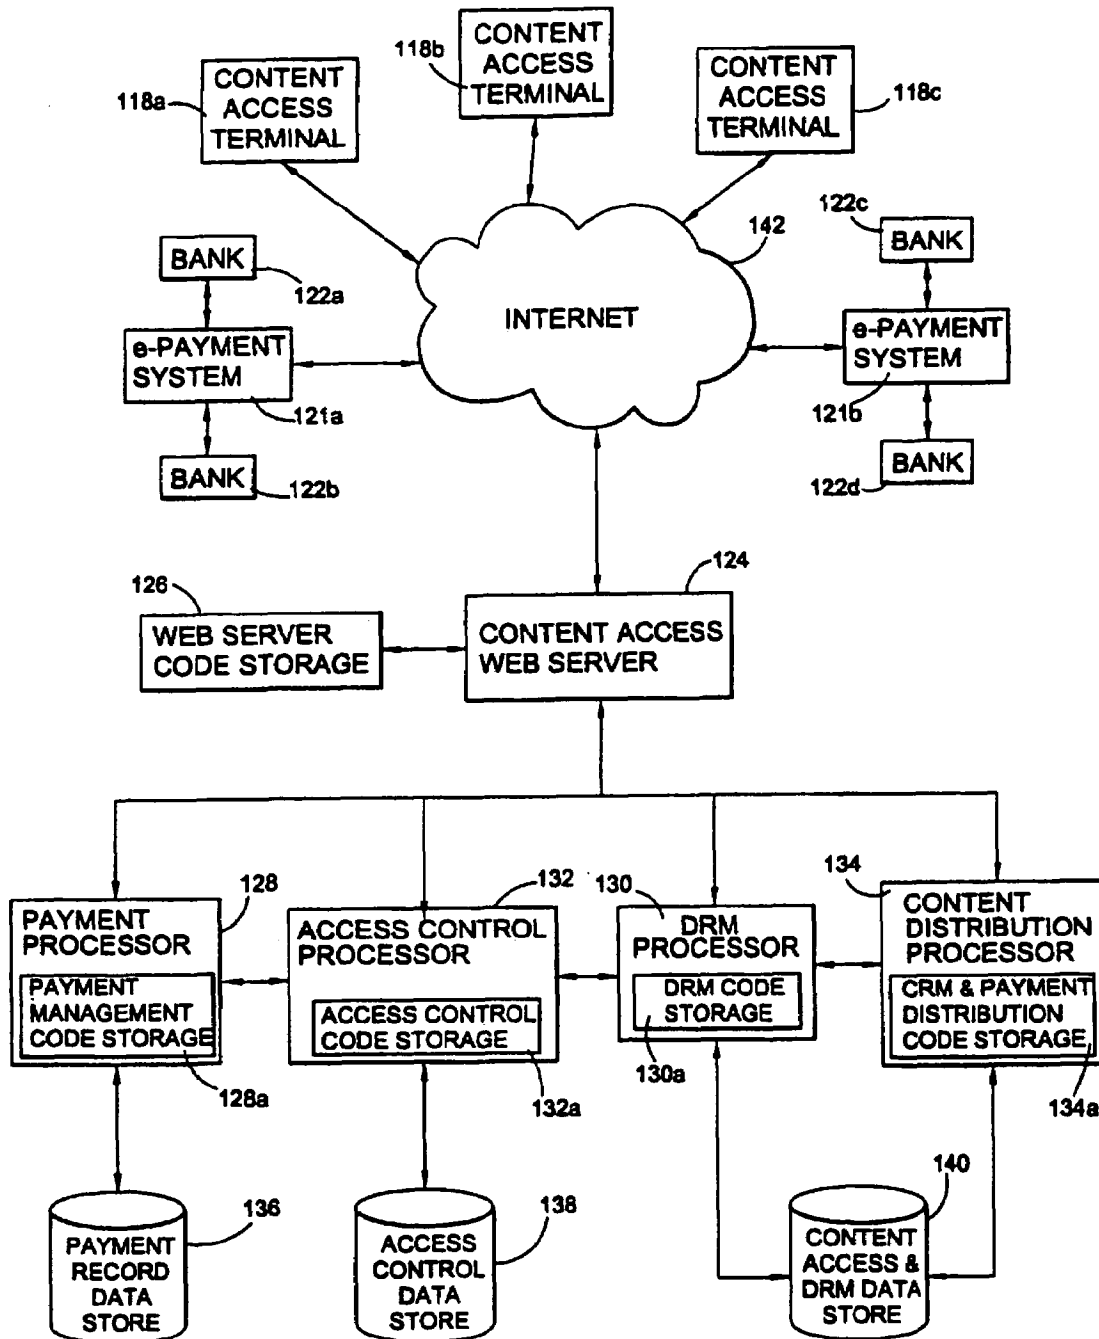 CONTENT
ACCESS
TERMINAL
118a
118b
CONTENT
ACCESS
TERMINAL
CONTENT
ACCESS
TERMINAL
118c
BANK
122a
e-PAYMENT
SYSTEM
121a
BANK
122b
INTERNET
142
122c
BANK
e-PAYMENT
SYSTEM
121b
BANK
122d
126
WEB SERVER
CODE STORAGE
124
CONTENT ACCESS
WEB SERVER
128
PAYMENT
PROCESSOR
PAYMENT
MANAGEMENT
CODE STORAGE
128a
132
ACCESS CONTROL
PROCESSOR
ACCESS CONTROL
CODE STORAGE
132a
130
DRM
PROCESSOR
DRM CODE
STORAGE
130a
134
CONTENT
DISTRIBUTION
PROCESSOR
CRM & PAYMENT
DISTRIBUTION
CODE STORAGE
134a
136
PAYMENT
RECORD
DATA
STORE
138
ACCESS
CONTROL
DATA
STORE
140
CONTENT
ACCESS &
DRM DATA
STORE